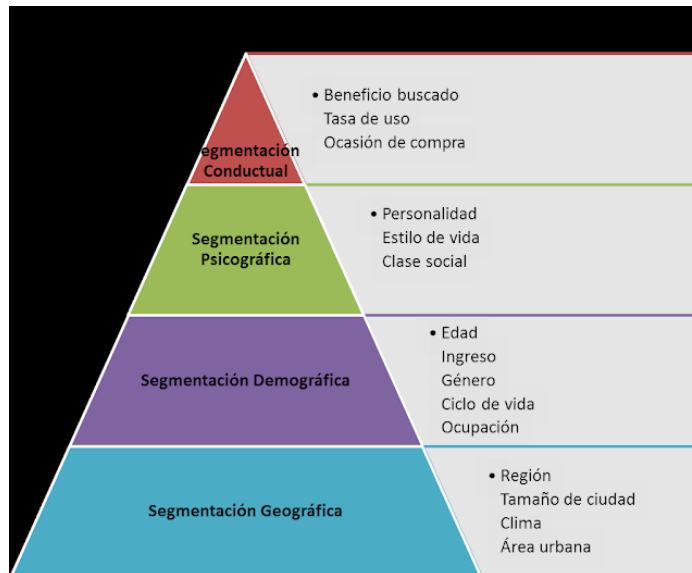 Segmentación
Conductual
• Beneficio buscado
Tasa de uso
Ocasión de compra
Segmentación
Psicográfica
• Personalidad
Estilo de vida
Clase social
Segmentación Demográfica
• Edad
Ingreso
Género
Ciclo de vida
Ocupación
Segmentación Geográfica
• Región
Tamaño de ciudad
Clima
Área urbana